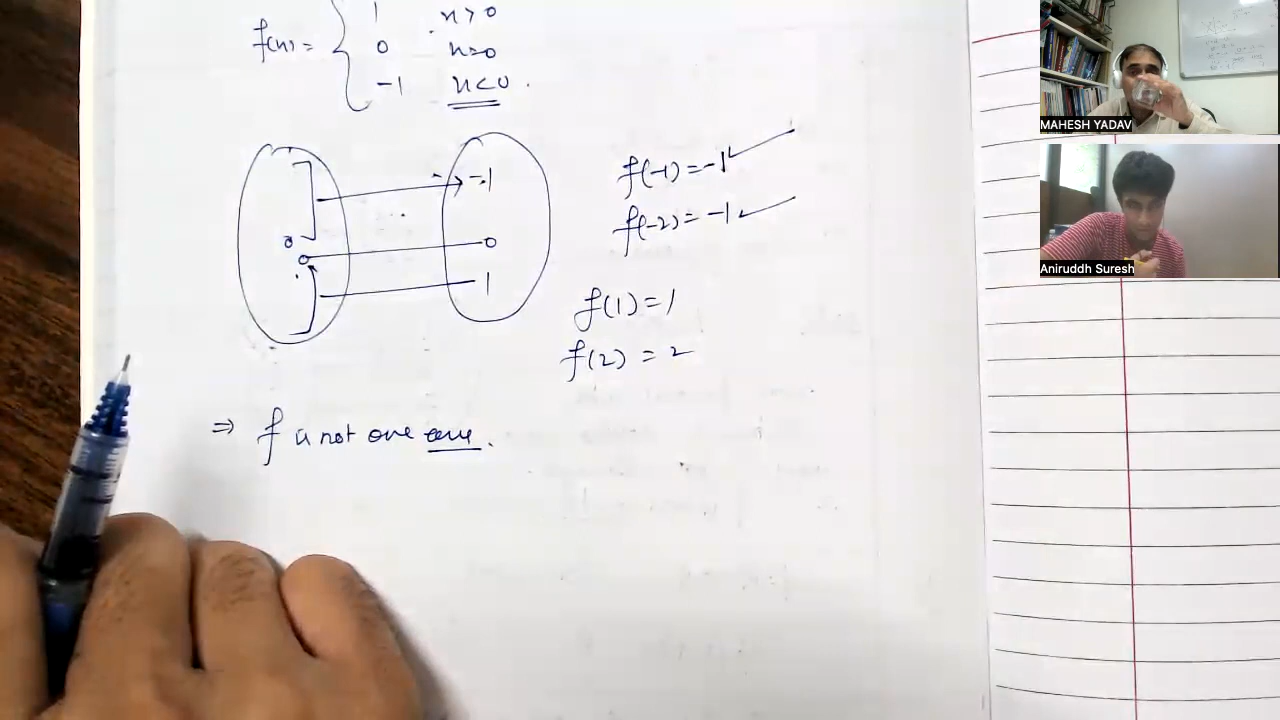 1 x > 0
f(x) = { 0 x=0
-1 x < 0.
-1
0 0
0
1
f(-1) = -1
f(-2) = -1
f(1) = 1
f(2) = 2
⇒ f is not one one.
MAHESH YADAV
Aniruddh Suresh